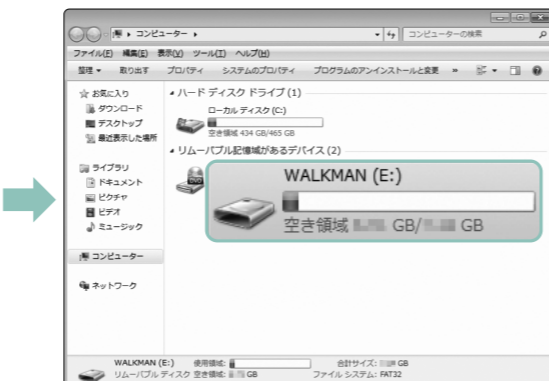 コンピューター
コンピューターの検索
ファイル(F) 編集(E) 表示(V) ツール(T) ヘルプ(H)
整理 取り出す プロパティ システムのプロパティ プログラムのアンインストールと変更 »
お気に入り
ダウンロード
デスクトップ
最近表示した場所
ライブラリ
ドキュメント
ピクチャ
ビデオ
ミュージック
コンピューター
ネットワーク
ハード ディスク ドライブ (1)
ローカル ディスク (C:)
空き領域 434 GB/465 GB
リムーバブル記憶域があるデバイス (2)
DVD
WALKMAN (E:)
空き領域 GB/ GB
WALKMAN (E:) 使用領域: 合計サイズ: GB
リムーバブル ディスク 空き領域: GB ファイル システム: FAT32